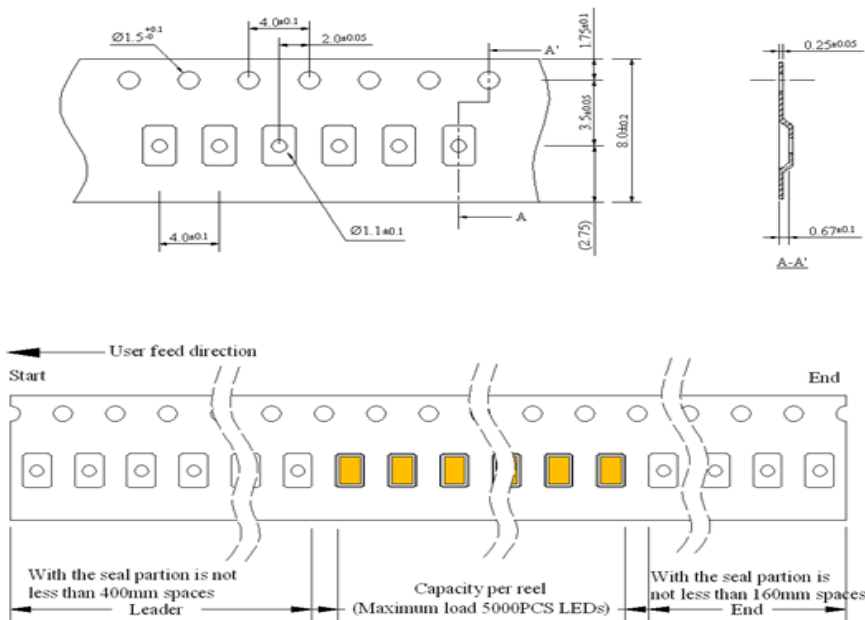 4.0±0.1
Ø1.5 +0.1 -0
2.0±0.05
A'
1.75±0.1
3.5±0.05
8.0±0.2
(2.75)
0.25±0.05
4.0±0.1
Ø1.1±0.1
A
0.67±0.1
A-A'
User feed direction
Start
End
With the seal partion is not
less than 400mm spaces
Leader
Capacity per reel
(Maximum load 5000PCS LEDs)
With the seal partion is
not less than 160mm spaces
End